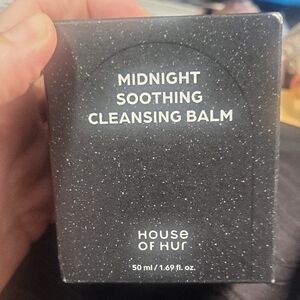 MIDNIGHT
SOOTHING
CLEANSING BALM
HOUSE
OF HUR
50 ml / 1.69 fl. oz.